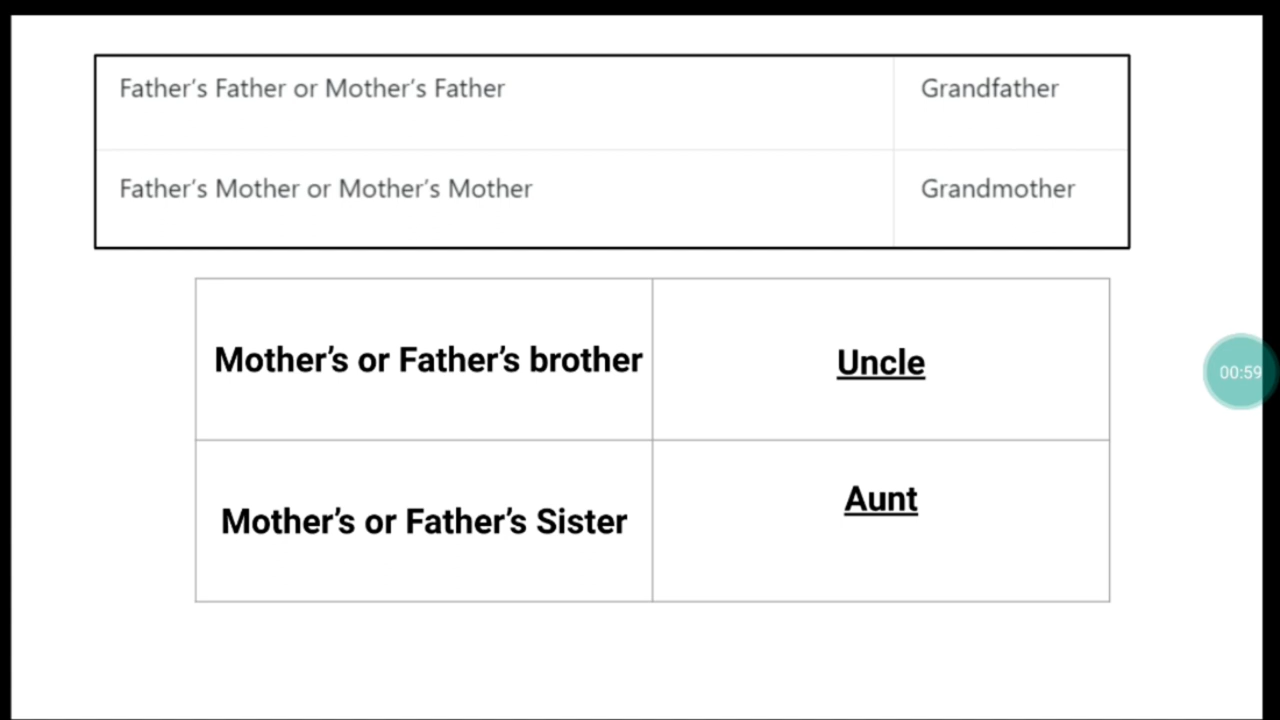 Father's Father or Mother's Father Grandfather
Father's Mother or Mother's Mother Grandmother
Mother's or Father's brother Uncle
Mother's or Father's Sister Aunt
00:59